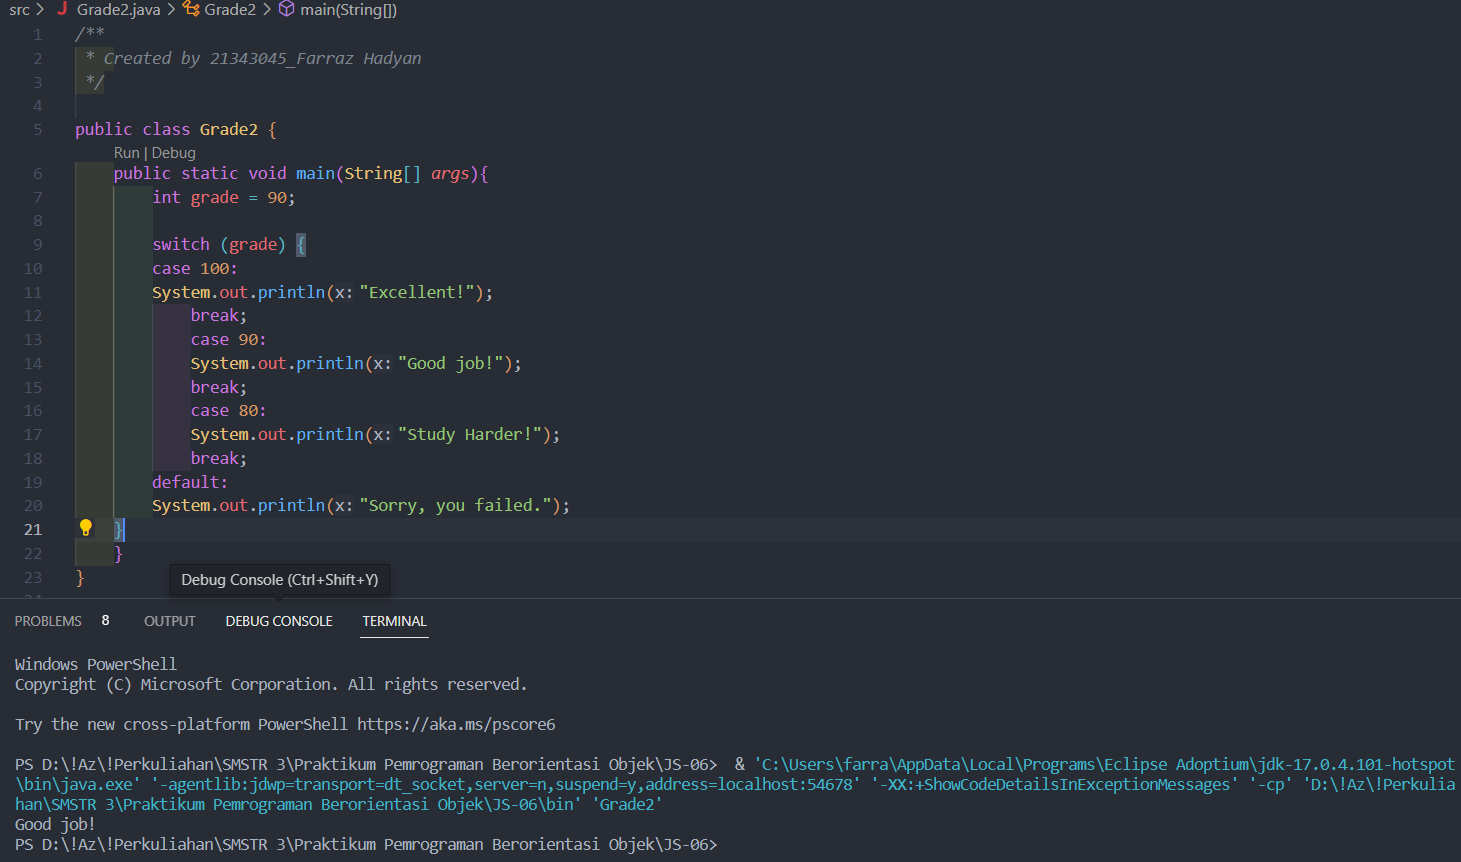 src > J Grade2.java > Grade2 > main(String[])
1 /**
2 * Created by 21343045_Farraz Hadyan
3 */
4
5 public class Grade2 {
Run | Debug
6 public static void main(String[] args){
7 int grade = 90;
8
9 switch (grade) {
10 case 100:
11 System.out.println(x: "Excellent!");
12 break;
13 case 90:
14 System.out.println(x: "Good job!");
15 break;
16 case 80:
17 System.out.println(x: "Study Harder!");
18 break;
19 default:
20 System.out.println(x: "Sorry, you failed.");
21 }
22 }
23 }
Debug Console (Ctrl+Shift+Y)
PROBLEMS 8 OUTPUT DEBUG CONSOLE TERMINAL
Windows PowerShell
Copyright (C) Microsoft Corporation. All rights reserved.
Try the new cross-platform PowerShell https://aka.ms/pscore6
PS D:\!Az\!Perkuliahan\SMSTR 3\Praktikum Pemrograman Berorientasi Objek\JS-06> & 'C:\Users\farra\AppData\Local\Programs\Eclipse Adoptium\jdk-17.0.4.101-hotspot
\bin\java.exe' '-agentlib:jdwp=transport=dt_socket,server=n,suspend=y,address=localhost:54678' '-XX:+ShowCodeDetailsInExceptionMessages' '-cp' 'D:\!Az\!Perkulia
han\SMSTR 3\Praktikum Pemrograman Berorientasi Objek\JS-06\bin' 'Grade2'
Good job!
PS D:\!Az\!Perkuliahan\SMSTR 3\Praktikum Pemrograman Berorientasi Objek\JS-06>